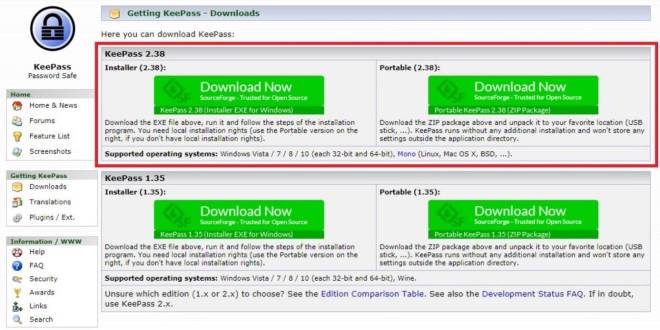 Getting KeePass - Downloads
KeePass
Password Safe
Home
Home & News
Forums
Feature List
Screenshots
Getting KeePass
Downloads
Translations
Plugins / Ext.
Information / WWW
Help
FAQ
Security
Awards
Links
Search
Here you can download KeePass:
KeePass 2.38
Installer (2.38):
Download Now
SourceForge - Trusted for Open Source
KeePass 2.38 (Installer EXE for Windows)
Download the EXE file above, run it and follow the steps of the installation
program. You need local installation rights (use the Portable version on the
right, if you don't have local installation rights).
Portable (2.38):
Download Now
SourceForge - Trusted for Open Source
Portable KeePass 2.38 (ZIP Package)
Download the ZIP package above and unpack it to your favorite location (USB
stick, ...). KeePass runs without any additional installation and won't store any
settings outside the application directory.
Supported operating systems: Windows Vista / 7 / 8 / 10 (each 32-bit and 64-bit), Mono (Linux, Mac OS X, BSD, ...).
KeePass 1.35
Installer (1.35):
Download Now
SourceForge - Trusted for Open Source
KeePass 1.35 (Installer EXE for Windows)
Download the EXE file above, run it and follow the steps of the installation
program. You need local installation rights (use the Portable version on the
right, if you don't have local installation rights).
Portable (1.35):
Download Now
SourceForge - Trusted for Open Source
Portable KeePass 1.35 (ZIP Package)
Download the ZIP package above and unpack it to your favorite location (USB
stick, ...). KeePass runs without any additional installation and won't store any
settings outside the application directory.
Supported operating systems: Windows Vista / 7 / 8 / 10 (each 32-bit and 64-bit), Wine.
Unsure which edition (1.x or 2.x) to choose? See the Edition Comparison Table. See also the Development Status FAQ. If in doubt,
use KeePass 2.x.